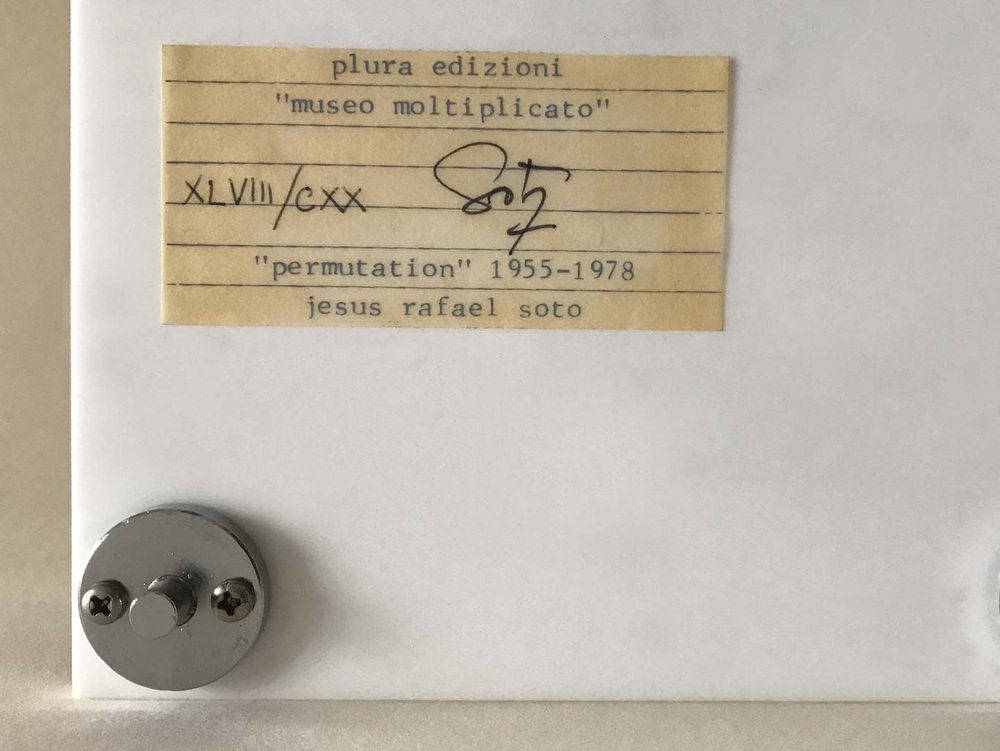 plura edizioni
"museo moltiplicato"
XLVIII/CXX Soto
"permutation" 1955-1978
jesus rafael soto